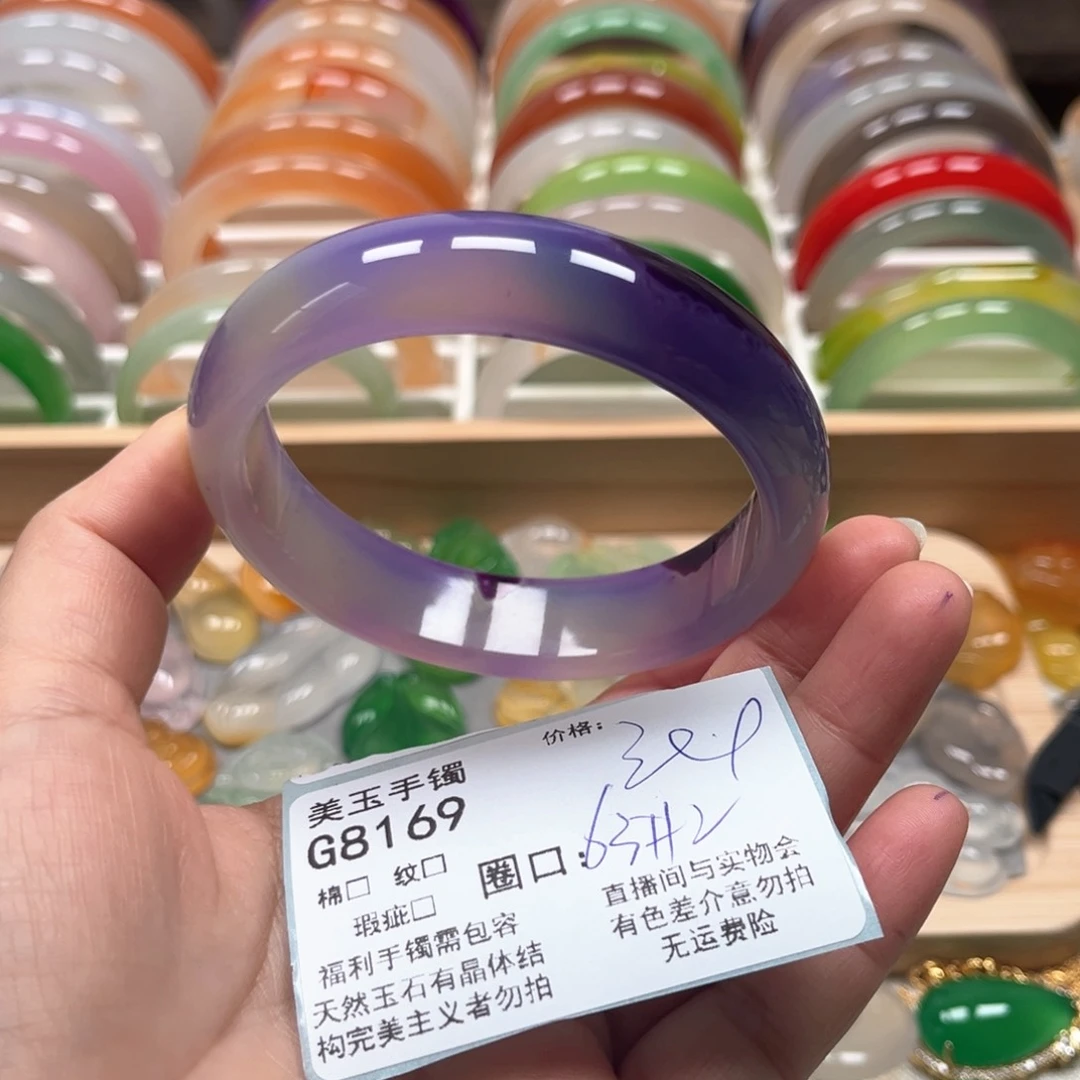 价格:
美玉手镯
G8169
棉□ 纹□ 圈口:63#2
瑕疵□
直播间与实物会
有色差介意勿拍
无运费险
福利手镯需包容
天然玉石有晶体结
构完美主义者勿拍